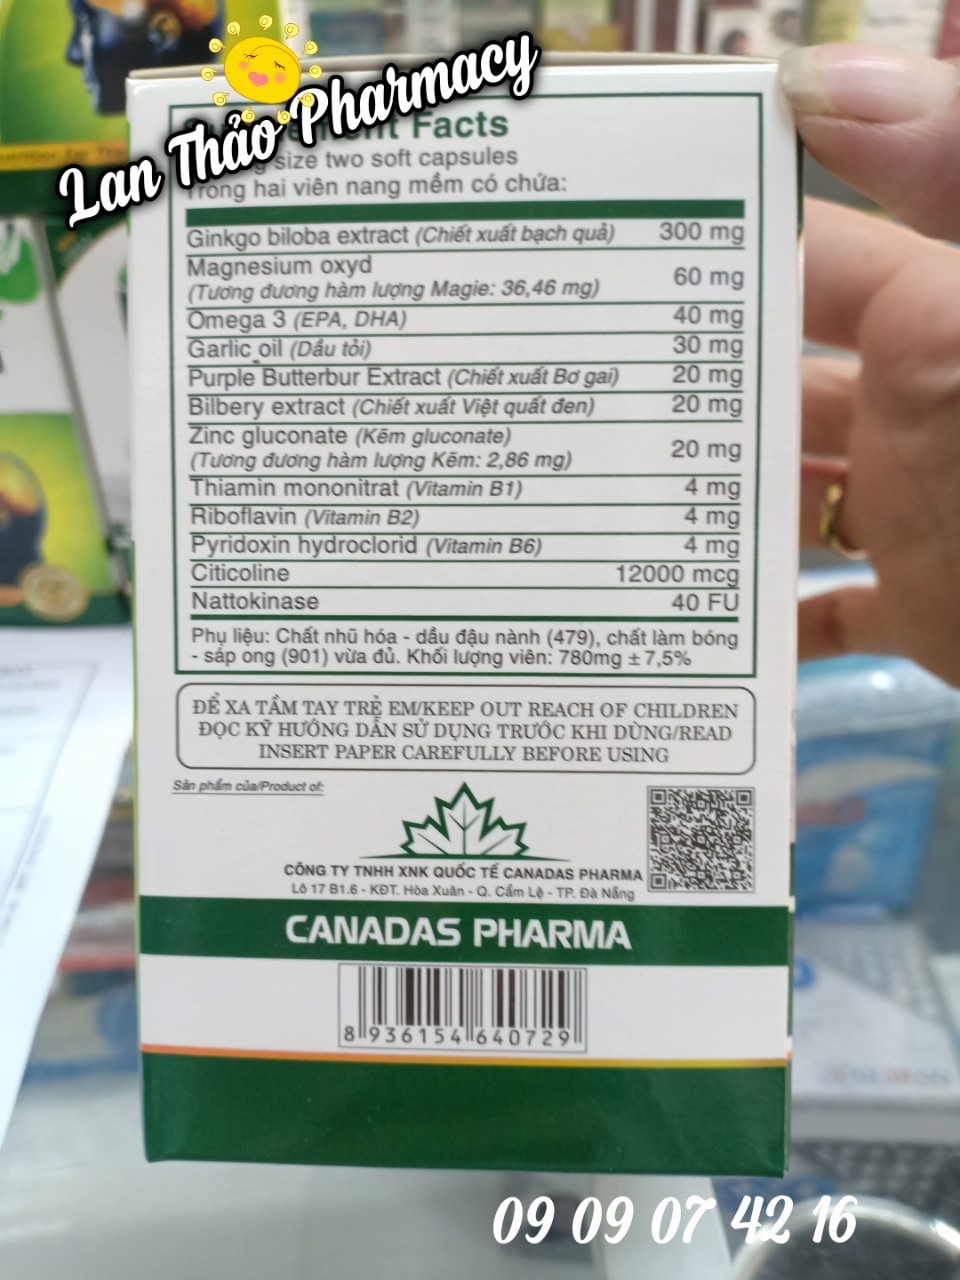 Lan Thảo Pharmacy
Facts
size two soft capsules
Trong hai viên nang mềm có chứa:
Ginkgo biloba extract (Chiết xuất bạch quả) 300 mg
Magnesium oxyd
(Tương đương hàm lượng Magie: 36,46 mg) 60 mg
Omega 3 (EPA, DHA) 40 mg
Garlic oil (Dầu tỏi) 30 mg
Purple Butterbur Extract (Chiết xuất Bơ gai) 20 mg
Bilbery extract (Chiết xuất Việt quất đen) 20 mg
Zinc gluconate (Kẽm gluconate)
(Tương đương hàm lượng Kẽm: 2,86 mg) 20 mg
Thiamin mononitrat (Vitamin B1) 4 mg
Riboflavin (Vitamin B2) 4 mg
Pyridoxin hydroclorid (Vitamin B6) 4 mg
Citicoline 12000 mcg
Nattokinase 40 FU
Phụ liệu: Chất nhũ hóa - dầu đậu nành (479), chất làm bóng
- sáp ong (901) vừa đủ. Khối lượng viên: 780mg ±7,5%
ĐỂ XA TẦM TAY TRẺ EM/KEEP OUT REACH OF CHILDREN
ĐỌC KỸ HƯỚNG DẪN SỬ DỤNG TRƯỚC KHI DÙNG/READ
INSERT PAPER CAREFULLY BEFORE USING
Sản phẩm của/Product of:
CÔNG TY TNHH XNK QUỐC TẾ CANADAS PHARMA
Lô 17 B1.6 - KĐT. Hòa Xuân - Q. Cẩm Lệ - TP. Đà Nẵng
CANADAS PHARMA
8 936154 640729
09 09 07 42 16